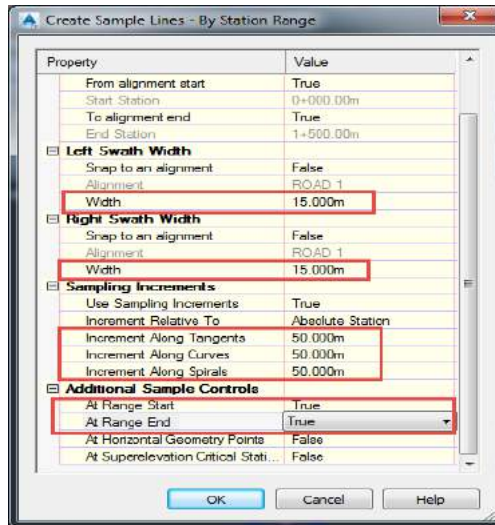 Create Sample Lines - By Station Range
Property Value
From alignment start True
Start Station 0+000.00m
To alignment end True
End Station 1+500.00m
Left Swath Width
Snap to an alignment False
Alignment ROAD 1
Width 15.000m
Right Swath Width
Snap to an alignment False
Alignment ROAD 1
Width 15.000m
Sampling Increments
Use Sampling Increments True
Increment Relative To Absolute Station
Increment Along Tangents 50.000m
Increment Along Curves 50.000m
Increment Along Spirals 50.000m
Additional Sample Controls
At Range Start True
At Range End True
At Horizontal Geometry Points False
At Superelevation Critical Stati... False
OK Cancel Help